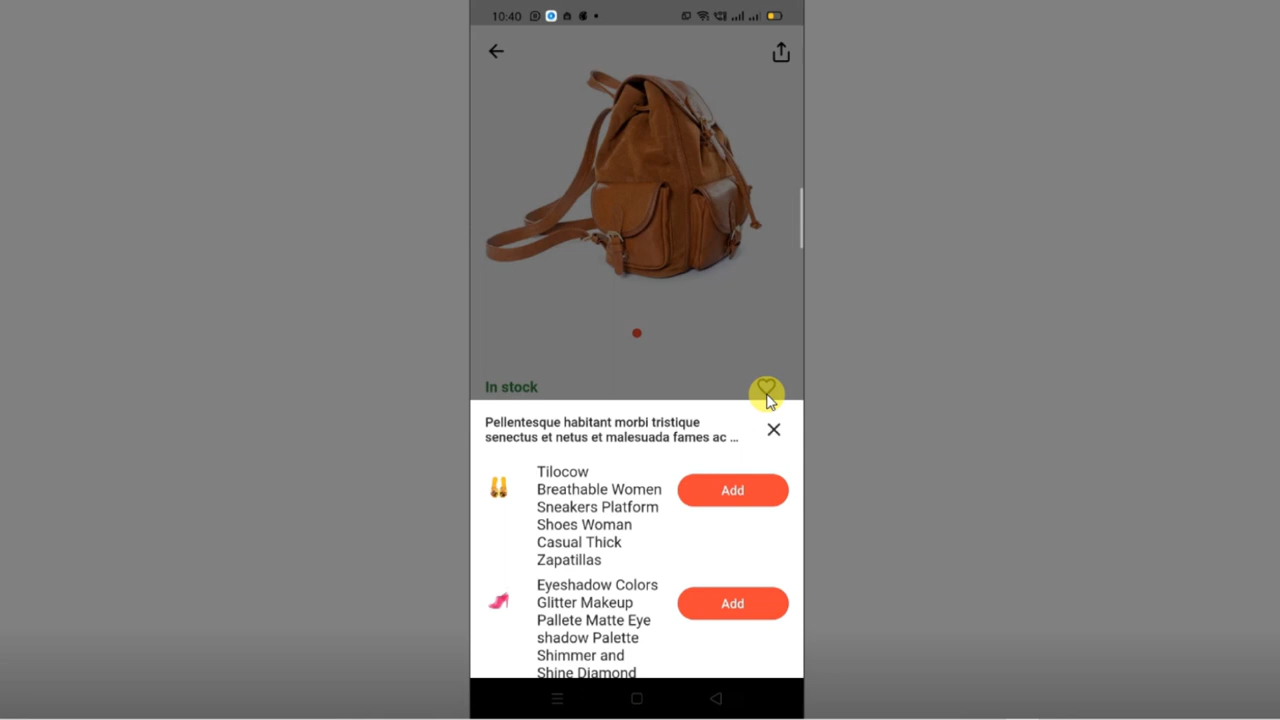 10:40
In stock
Pellentesque habitant morbi tristique
senectus et netus et malesuada fames ac ...
Tilocow
Breathable Women
Sneakers Platform
Shoes Woman
Casual Thick
Zapatillas
Add
Eyeshadow Colors
Glitter Makeup
Pallete Matte Eye
shadow Palette
Shimmer and
Shine Diamond
Add